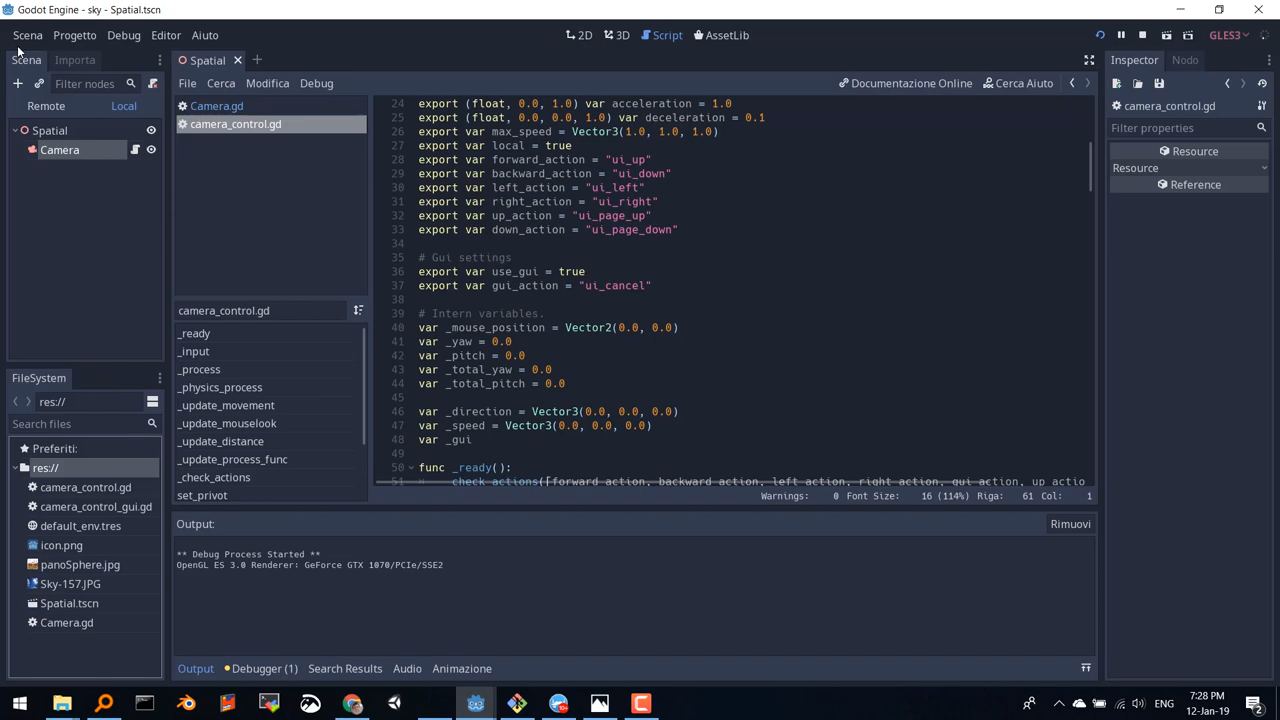 Godot Engine - sky - Spatial.tscn
Scena Progetto Debug Editor Aiuto
2D 3D Script AssetLib
GLES3
Scena Importa
Filter nodes
Remote Local
Spatial
Camera
FileSystem
res://
Search files
Preferiti:
res://
camera_control.gd
camera_control_gui.gd
default_env.tres
icon.png
panoSphere.jpg
Sky-157.JPG
Spatial.tscn
Camera.gd
Spatial
File Cerca Modifica Debug
Documentazione Online Cerca Aiuto
Camera.gd
camera_control.gd
camera_control.gd
_ready
_input
_process
_physics_process
_update_movement
_update_mouselook
_update_distance
_update_process_func
_check_actions
set_privot
24 export (float, 0.0, 1.0) var acceleration = 1.0
25 export (float, 0.0, 0.0, 1.0) var deceleration = 0.1
26 export var max_speed = Vector3(1.0, 1.0, 1.0)
27 export var local = true
28 export var forward_action = "ui_up"
29 export var backward_action = "ui_down"
30 export var left_action = "ui_left"
31 export var right_action = "ui_right"
32 export var up_action = "ui_page_up"
33 export var down_action = "ui_page_down"
34
35 # Gui settings
36 export var use_gui = true
37 export var gui_action = "ui_cancel"
38
39 # Intern variables.
40 var _mouse_position = Vector2(0.0, 0.0)
41 var _yaw = 0.0
42 var _pitch = 0.0
43 var _total_yaw = 0.0
44 var _total_pitch = 0.0
45
46 var _direction = Vector3(0.0, 0.0, 0.0)
47 var _speed = Vector3(0.0, 0.0, 0.0)
48 var _gui
49
50 func _ready():
51 _check_actions([forward_action, backward_action, left_action, right_action, gui_action, up_actio
Warnings: 0 Font Size: 16 (114%) Riga: 61 Col: 1
Output: Rimuovi
** Debug Process Started **
OpenGL ES 3.0 Renderer: GeForce GTX 1070/PCIe/SSE2
Output Debugger (1) Search Results Audio Animazione
Inspector Nodo
camera_control.gd
Filter properties
Resource
Resource
Reference
ENG
7:28 PM
12-Jan-19
2